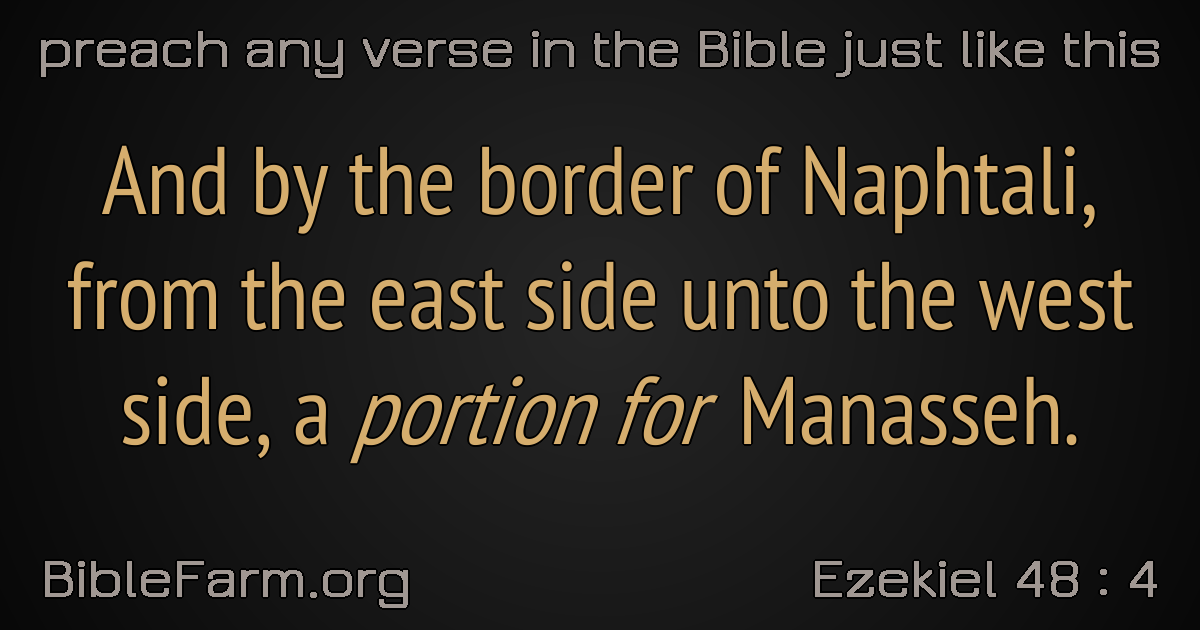 preach any verse in the Bible just like this
And by the border of Naphtali,
from the east side unto the west
side, a portion for Manasseh.
BibleFarm.org
Ezekiel 48 : 4